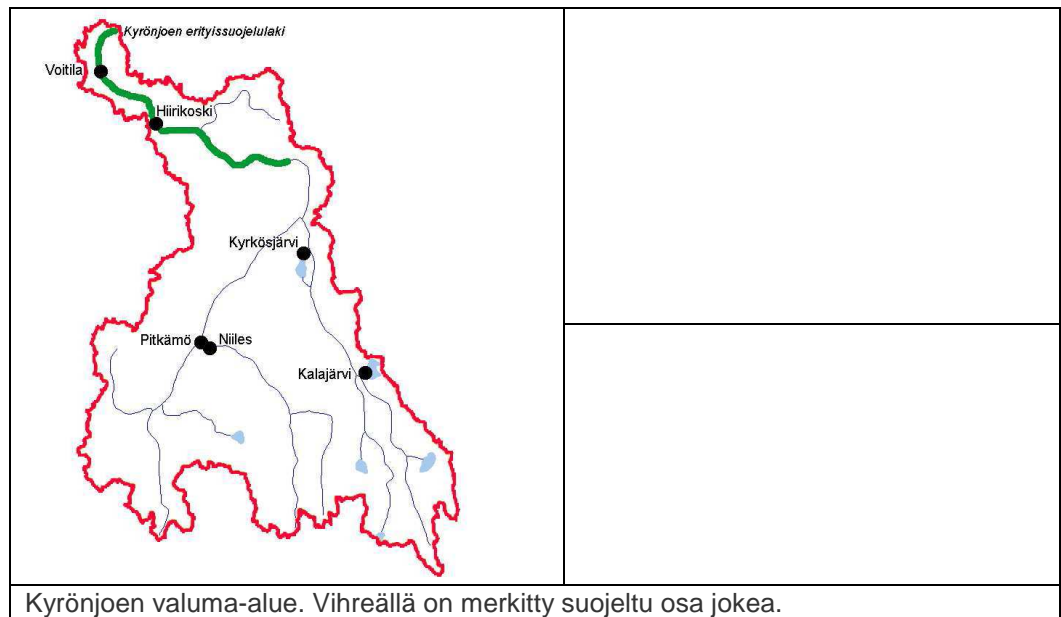 Kyrönjoen erityissuojelulaki
Voitila
Hiirikoski
Kyrkösjärvi
Pitkämö
Niiles
Kalajärvi
Kyrönjoen valuma-alue. Vihreällä on merkitty suojeltu osa jokea.